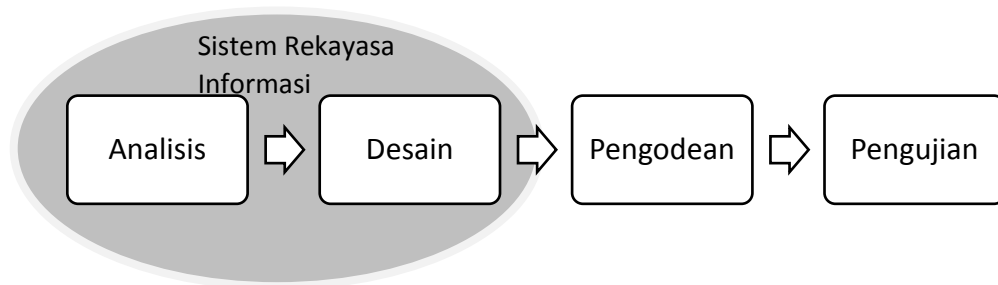 Sistem Rekayasa
Informasi
Analisis
Desain
Pengodean
Pengujian